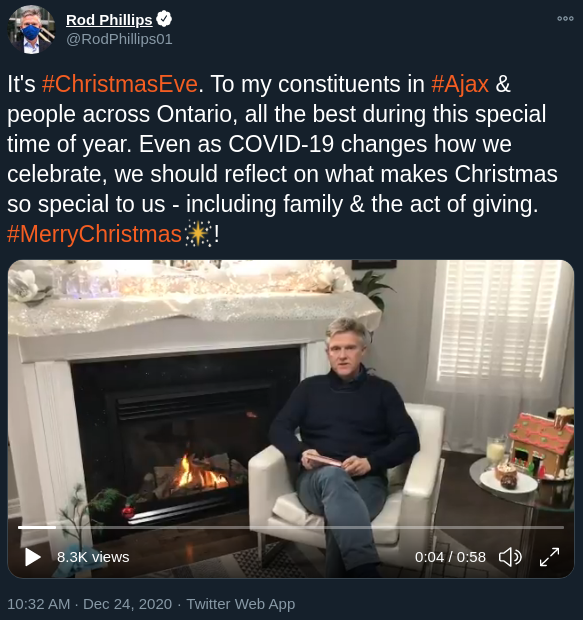 Rod Phillips
@RodPhillips01
It's #ChristmasEve. To my constituents in #Ajax &
people across Ontario, all the best during this special
time of year. Even as COVID-19 changes how we
celebrate, we should reflect on what makes Christmas
so special to us - including family & the act of giving.
#MerryChristmas✨!
8.3K views
0:04 / 0:58
10:32 AM · Dec 24, 2020 · Twitter Web App